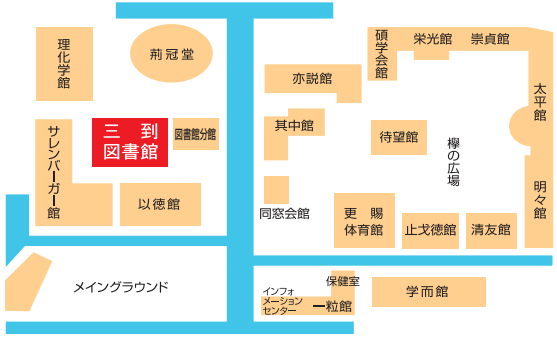 理化学館
荊冠堂
三 到
図書館
図書館分館
サレンバーガー館
以徳館
メイングラウンド
碩学会館
栄光館
崇貞館
亦説館
其中館
待望館
欅の広場
太平館
明々館
同窓会館
更 賜
体育館
止戈徳館
清友館
保健室
インフォ
メーション
センター
一粒館
学而館